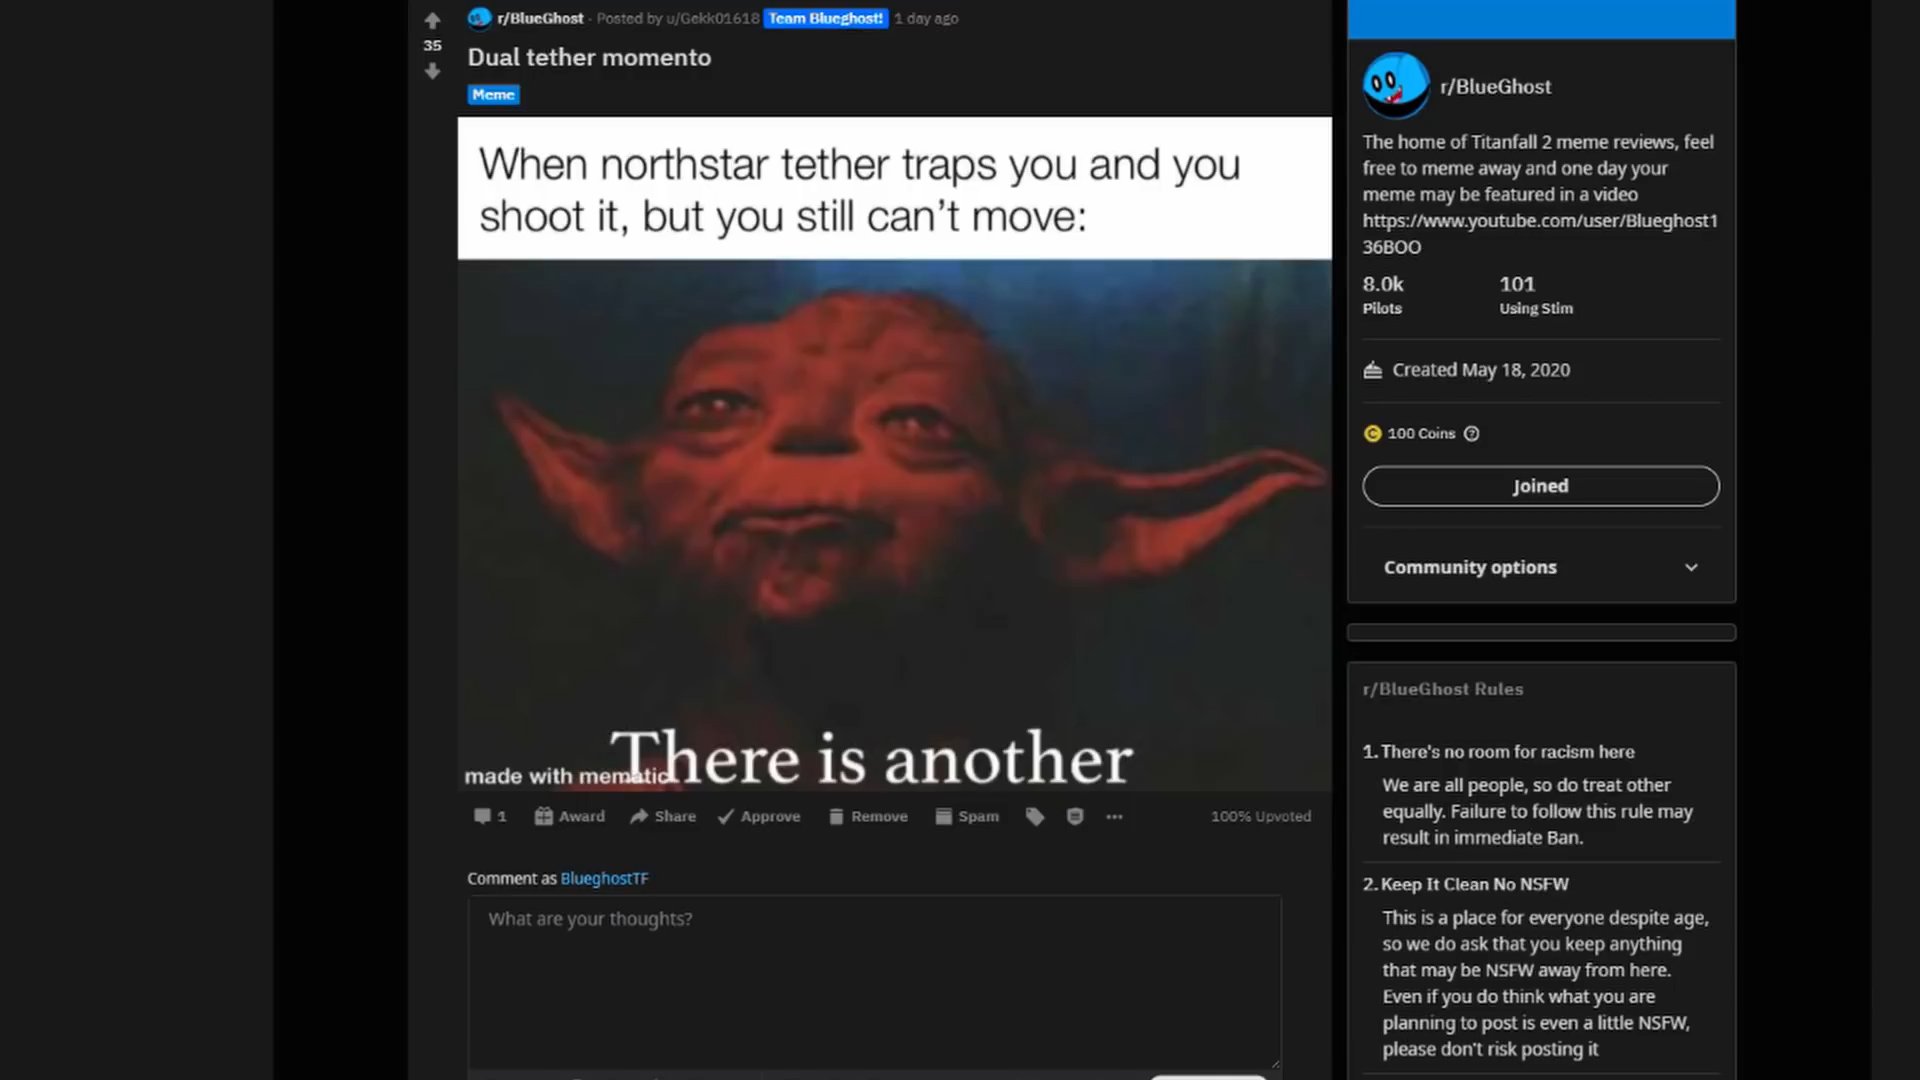 r/BlueGhost · Posted by u/Gekk01618 Team Blueghost! 1 day ago
35
Dual tether momento
Meme
When northstar tether traps you and you
shoot it, but you still can't move:
There is another
made with mematic
1 Award Share Approve Remove Spam ··· 100% Upvoted
Comment as BlueghostTF
What are your thoughts?
r/BlueGhost
The home of Titanfall 2 meme reviews, feel
free to meme away and one day your
meme may be featured in a video
https://www.youtube.com/user/Blueghost1
36BOO
8.0k 101
Pilots Using Stim
Created May 18, 2020
100 Coins
Joined
Community options
r/BlueGhost Rules
1. There's no room for racism here
We are all people, so do treat other
equally. Failure to follow this rule may
result in immediate Ban.
2. Keep It Clean No NSFW
This is a place for everyone despite age,
so we do ask that you keep anything
that may be NSFW away from here.
Even if you do think what you are
planning to post is even a little NSFW,
please don't risk posting it